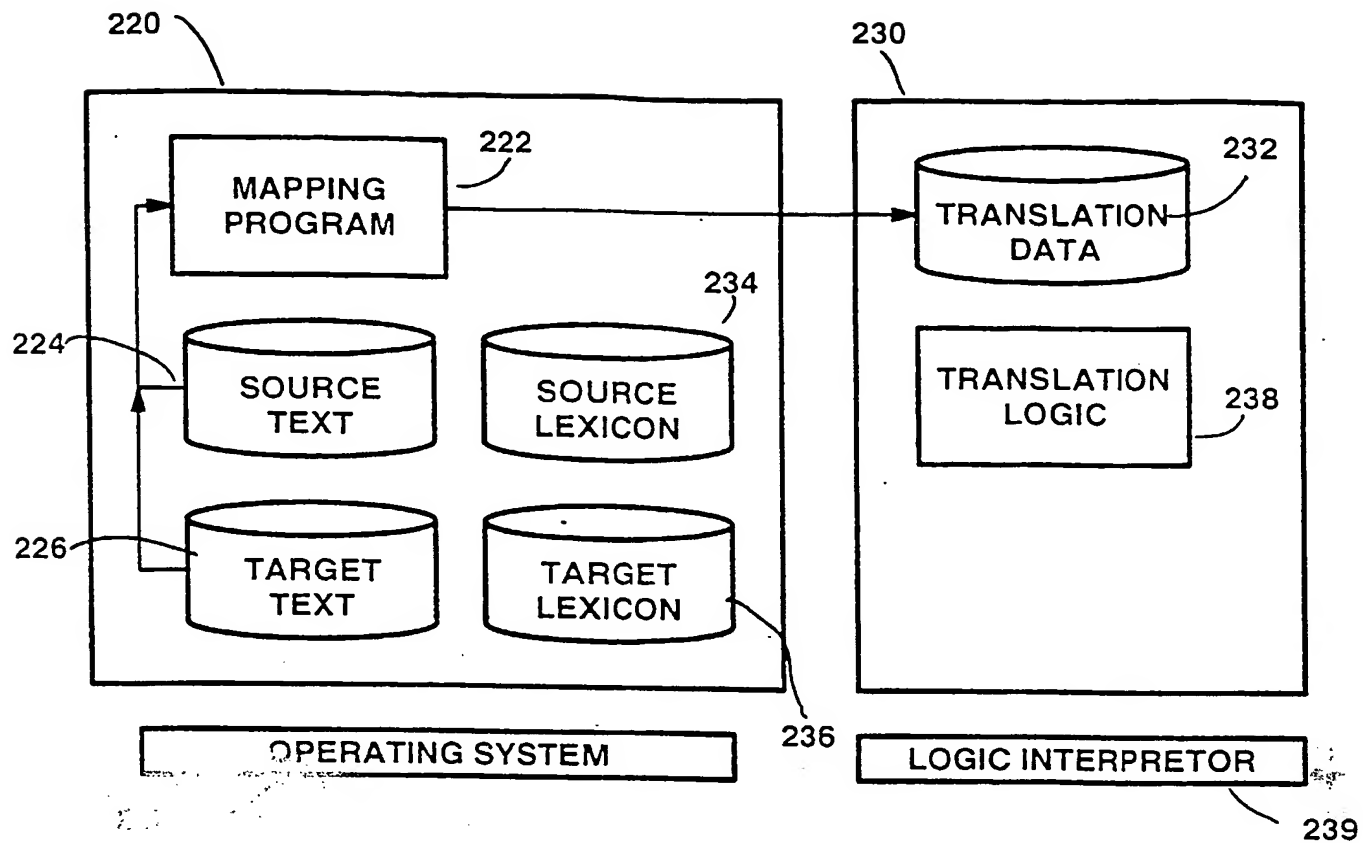 220
230
MAPPING
PROGRAM
222
TRANSLATION
DATA
232
224
SOURCE
TEXT
234
SOURCE
LEXICON
TRANSLATION
LOGIC
238
226
TARGET
TEXT
TARGET
LEXICON
236
OPERATING SYSTEM
LOGIC INTERPRETOR
239